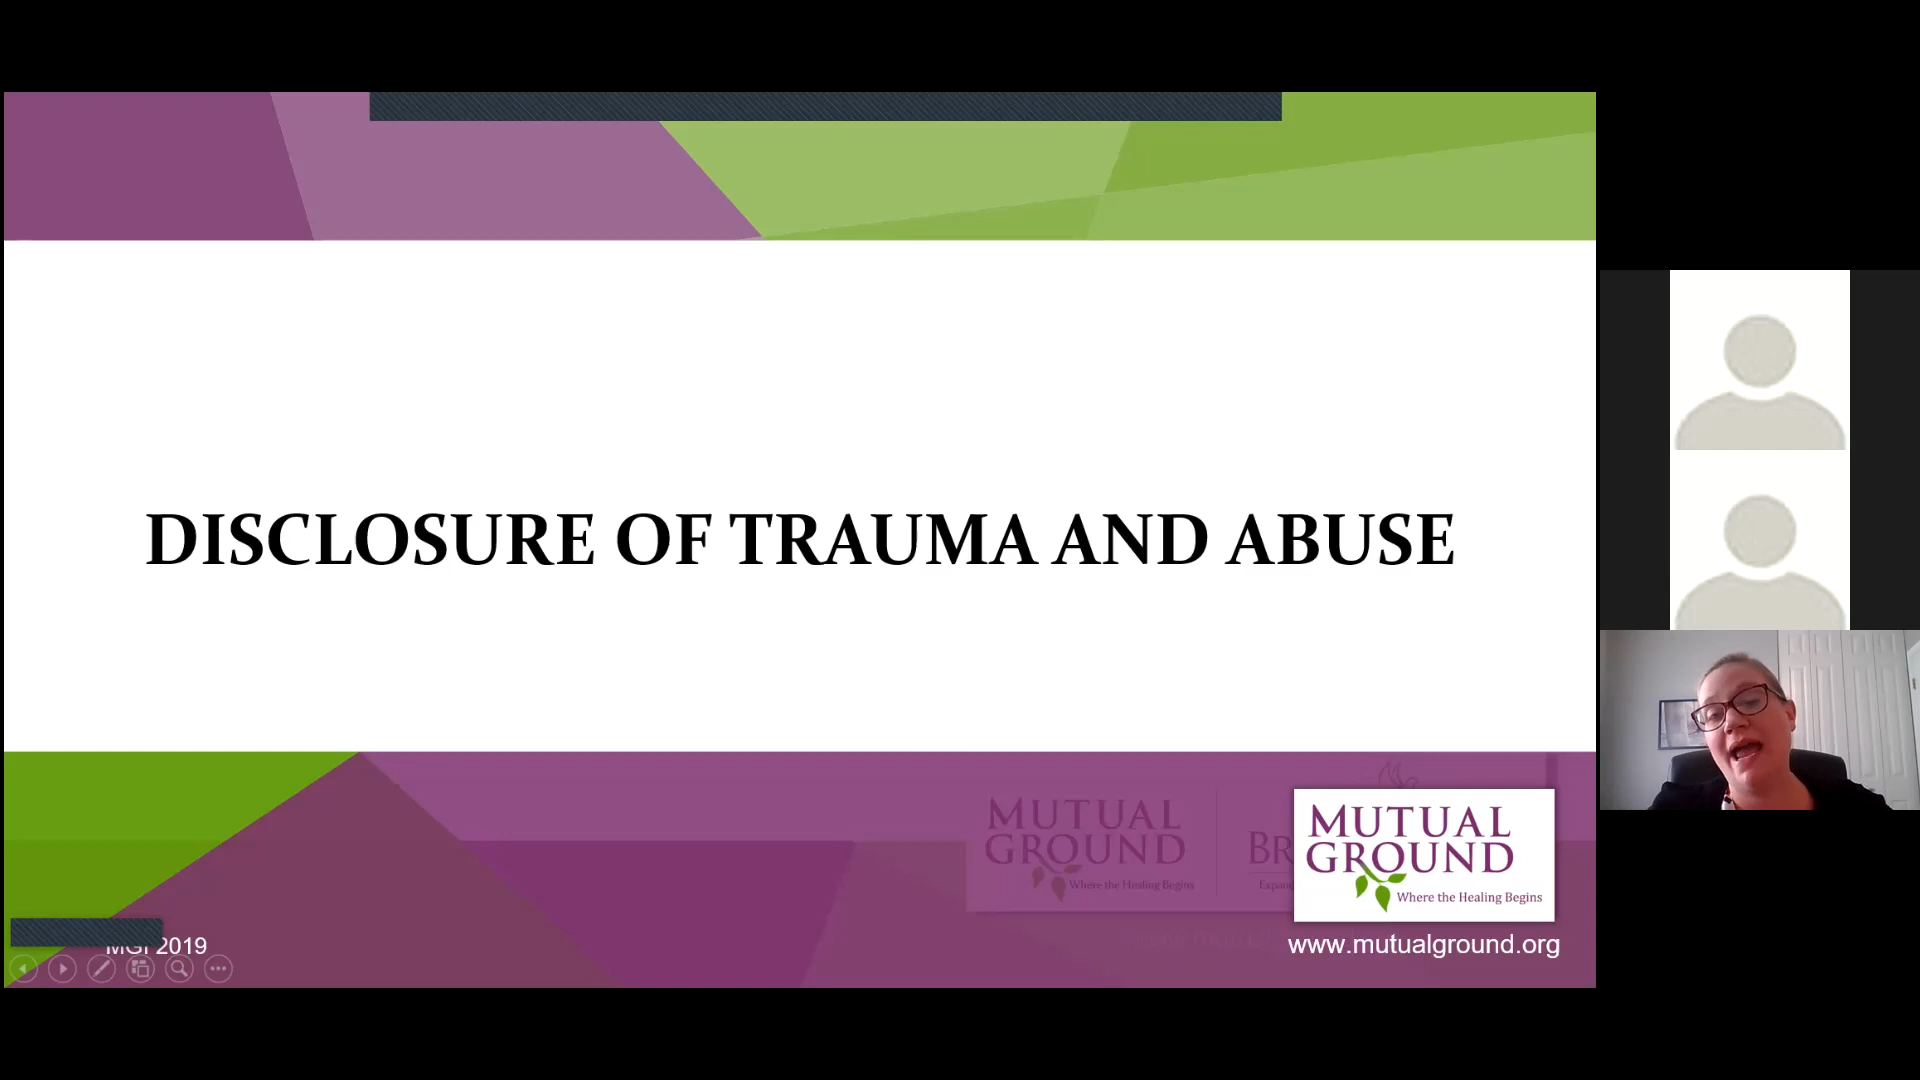 DISCLOSURE OF TRAUMA AND ABUSE
MUTUAL
GROUND
Where the Healing Begins
MUTUAL
GROUND
Where the Healing Begins
www.mutualground.org
2019